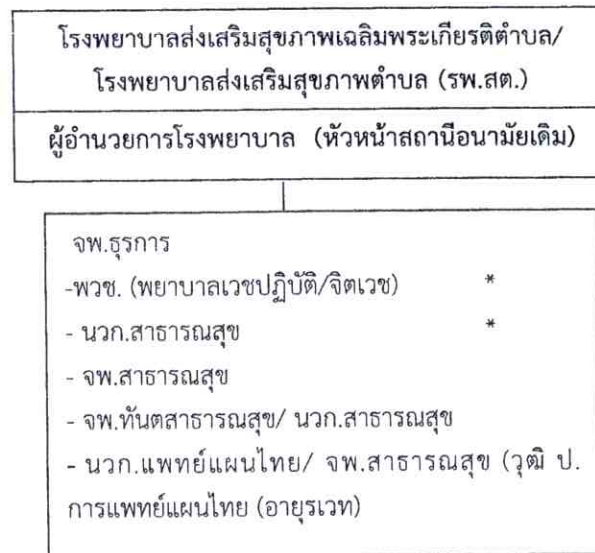 โรงพยาบาลส่งเสริมสุขภาพเฉลิมพระเกียรติตำบล/
โรงพยาบาลส่งเสริมสุขภาพตำบล (รพ.สต.)
ผู้อำนวยการโรงพยาบาล (หัวหน้าสถานีอนามัยเดิม)
จพ.ธุรการ
-พวช. (พยาบาลเวชปฏิบัติ/จิตเวช) *
- นวก.สาธารณสุข *
- จพ.สาธารณสุข
- จพ.ทันตสาธารณสุข/ นวก.สาธารณสุข
- นวก.แพทย์แผนไทย/ จพ.สาธารณสุข (วุฒิ ป.
การแพทย์แผนไทย (อายุรเวท)